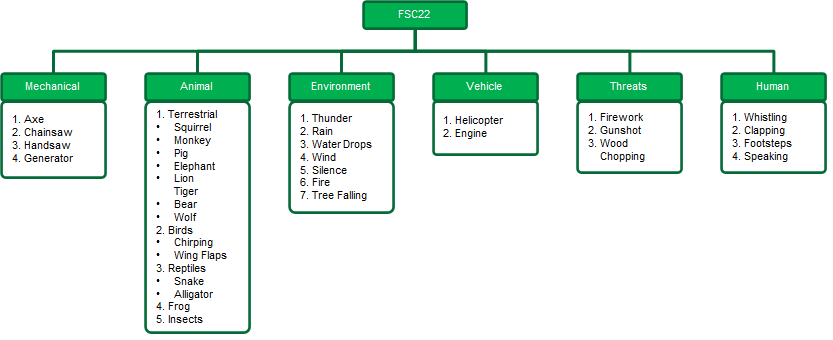 FSC22
Mechanical
1. Axe
2. Chainsaw
3. Handsaw
4. Generator
Animal
1. Terrestrial
• Squirrel
• Monkey
• Pig
• Elephant
• Lion
Tiger
• Bear
• Wolf
2. Birds
• Chirping
• Wing Flaps
3. Reptiles
• Snake
• Alligator
4. Frog
5. Insects
Environment
1. Thunder
2. Rain
3. Water Drops
4. Wind
5. Silence
6. Fire
7. Tree Falling
Vehicle
1. Helicopter
2. Engine
Threats
1. Firework
2. Gunshot
3. Wood
Chopping
Human
1. Whistling
2. Clapping
3. Footsteps
4. Speaking